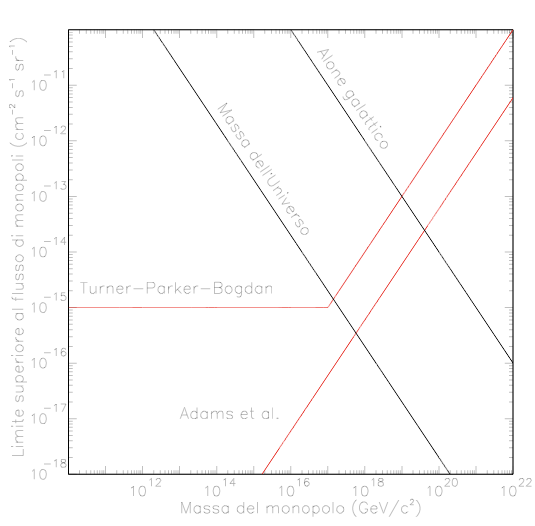 Limite superiore al flusso di monopoli (cm⁻² s⁻¹ sr⁻¹)
10⁻¹¹
10⁻¹²
10⁻¹³
10⁻¹⁴
10⁻¹⁵
10⁻¹⁶
10⁻¹⁷
10⁻¹⁸
Alone galattico
Massa dell'Universo
Turner–Parker–Bogdan
Adams et al.
10¹² 10¹⁴ 10¹⁶ 10¹⁸ 10²⁰ 10²²
Massa del monopolo (GeV/c²)